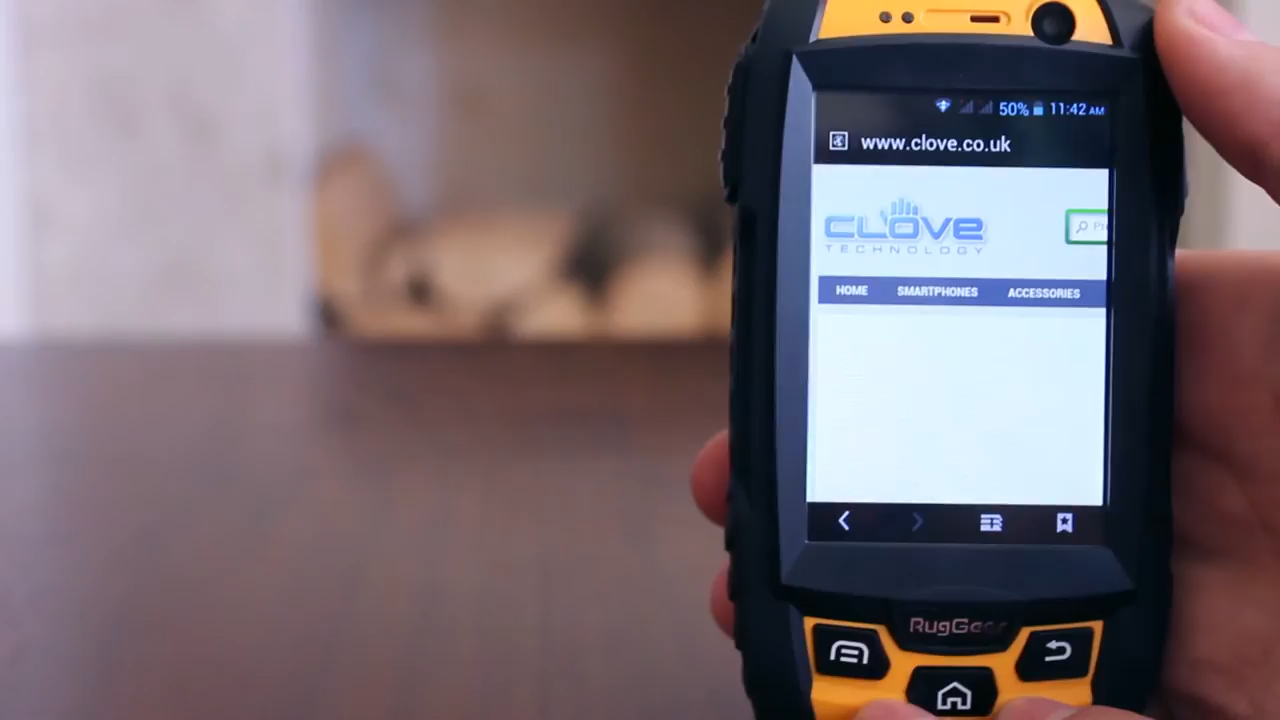 50% 11:42 AM
www.clove.co.uk
CLOVE
TECHNOLOGY
HOME SMARTPHONES ACCESSORIES
RugGear